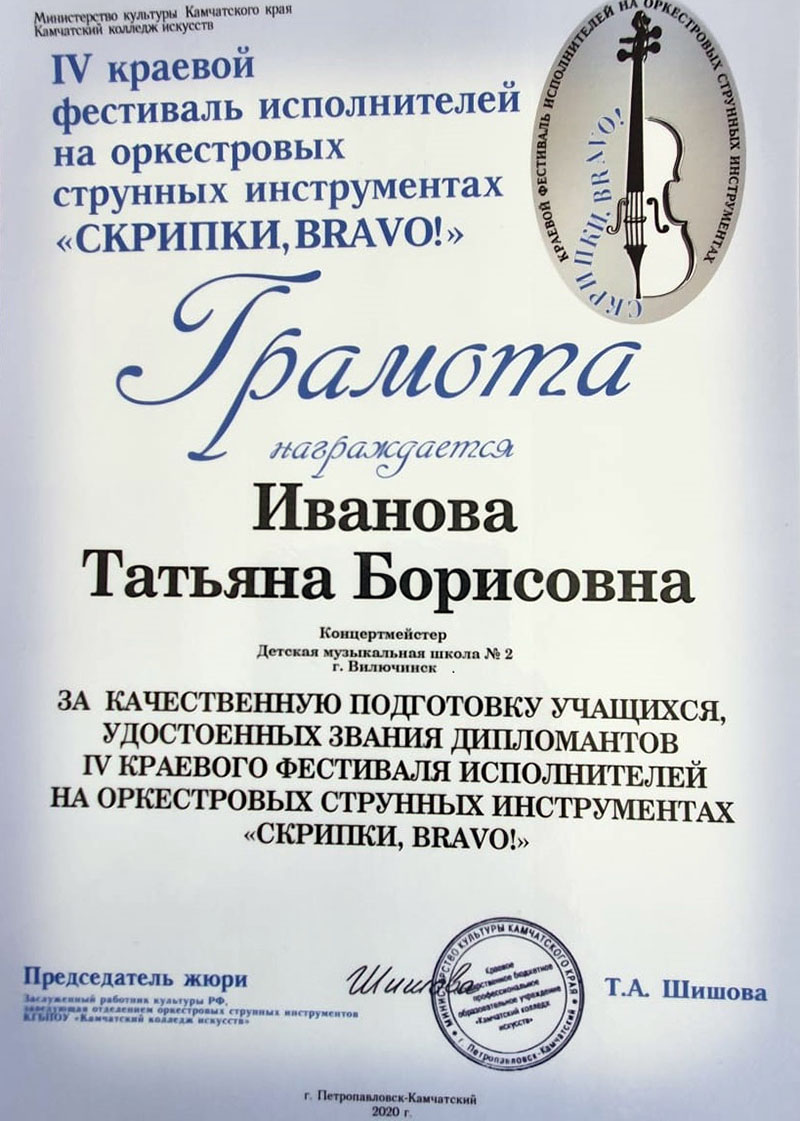 Министерство культуры Камчатского края
Камчатский колледж искусств
IV краевой
фестиваль исполнителей
на оркестровых
струнных инструментах
«СКРИПКИ, BRAVO!»
КРАЕВОЙ ФЕСТИВАЛЬ ИСПОЛНИТЕЛЕЙ НА ОРКЕСТРОВЫХ СТРУННЫХ ИНСТРУМЕНТАХ
СКРИПКИ, BRAVO!
Грамота
награждается
Иванова
Татьяна Борисовна
Концертмейстер
Детская музыкальная школа № 2
г. Вилючинск
ЗА КАЧЕСТВЕННУЮ ПОДГОТОВКУ УЧАЩИХСЯ,
УДОСТОЕННЫХ ЗВАНИЯ ДИПЛОМАНТОВ
IV КРАЕВОГО ФЕСТИВАЛЯ ИСПОЛНИТЕЛЕЙ
НА ОРКЕСТРОВЫХ СТРУННЫХ ИНСТРУМЕНТАХ
«СКРИПКИ, BRAVO!»
Председатель жюри
Заслуженный работник культуры РФ,
заведующая отделением оркестровых струнных инструментов
КГБПОУ «Камчатский колледж искусств»
Шишова
МИНИСТЕРСТВО КУЛЬТУРЫ КАМЧАТСКОГО КРАЯ
г. Петропавловск-Камчатский
Краевое
государственное бюджетное
профессиональное
образовательное учреждение
«Камчатский колледж
искусств»
Т.А. Шишова
г. Петропавловск-Камчатский
2020 г.